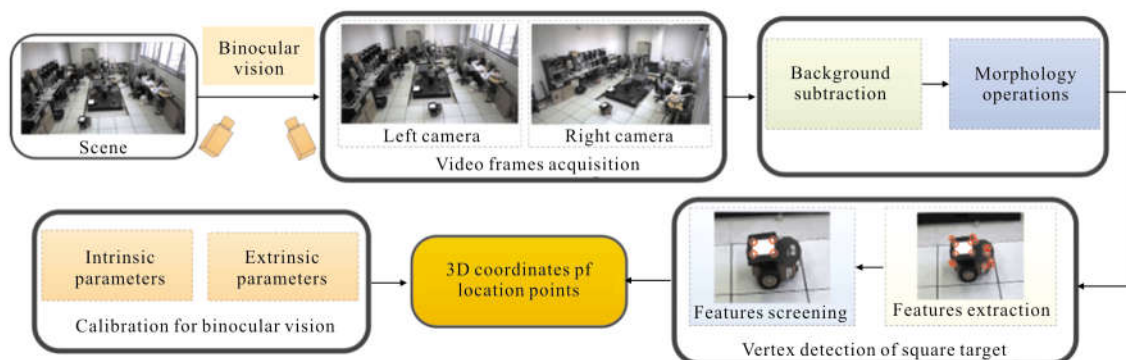 Binocular
vision
Scene
Left camera
Right camera
Video frames acquisition
Background
subtraction
Morphology
operations
Intrinsic
parameters
Extrinsic
parameters
Calibration for binocular vision
3D coordinates pf
location points
Features screening
Features extraction
Vertex detection of square target